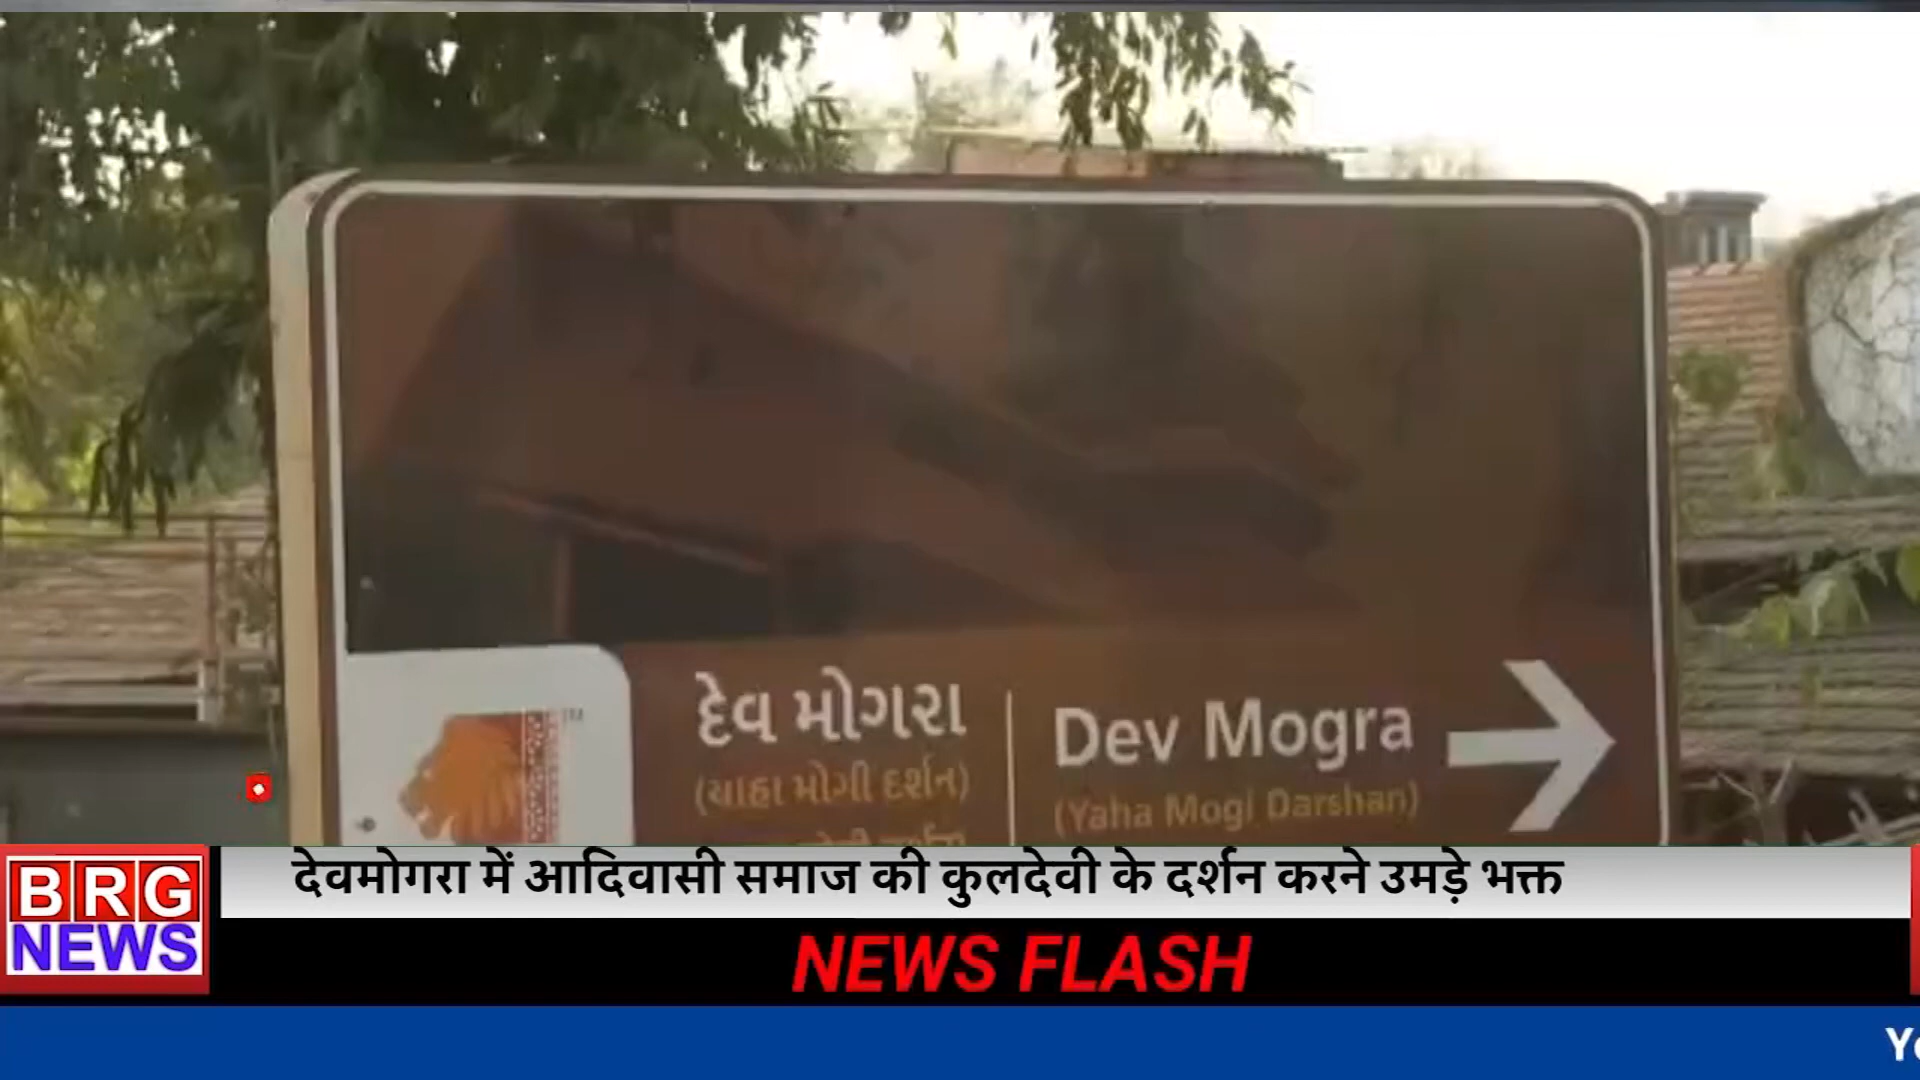 દેવ મોગરા
(યાહા મોગી દર્શન)
Dev Mogra
(Yaha Mogi Darshan)
BRG
NEWS
देवमोगरा में आदिवासी समाज की कुलदेवी के दर्शन करने उमड़े भक्त
NEWS FLASH